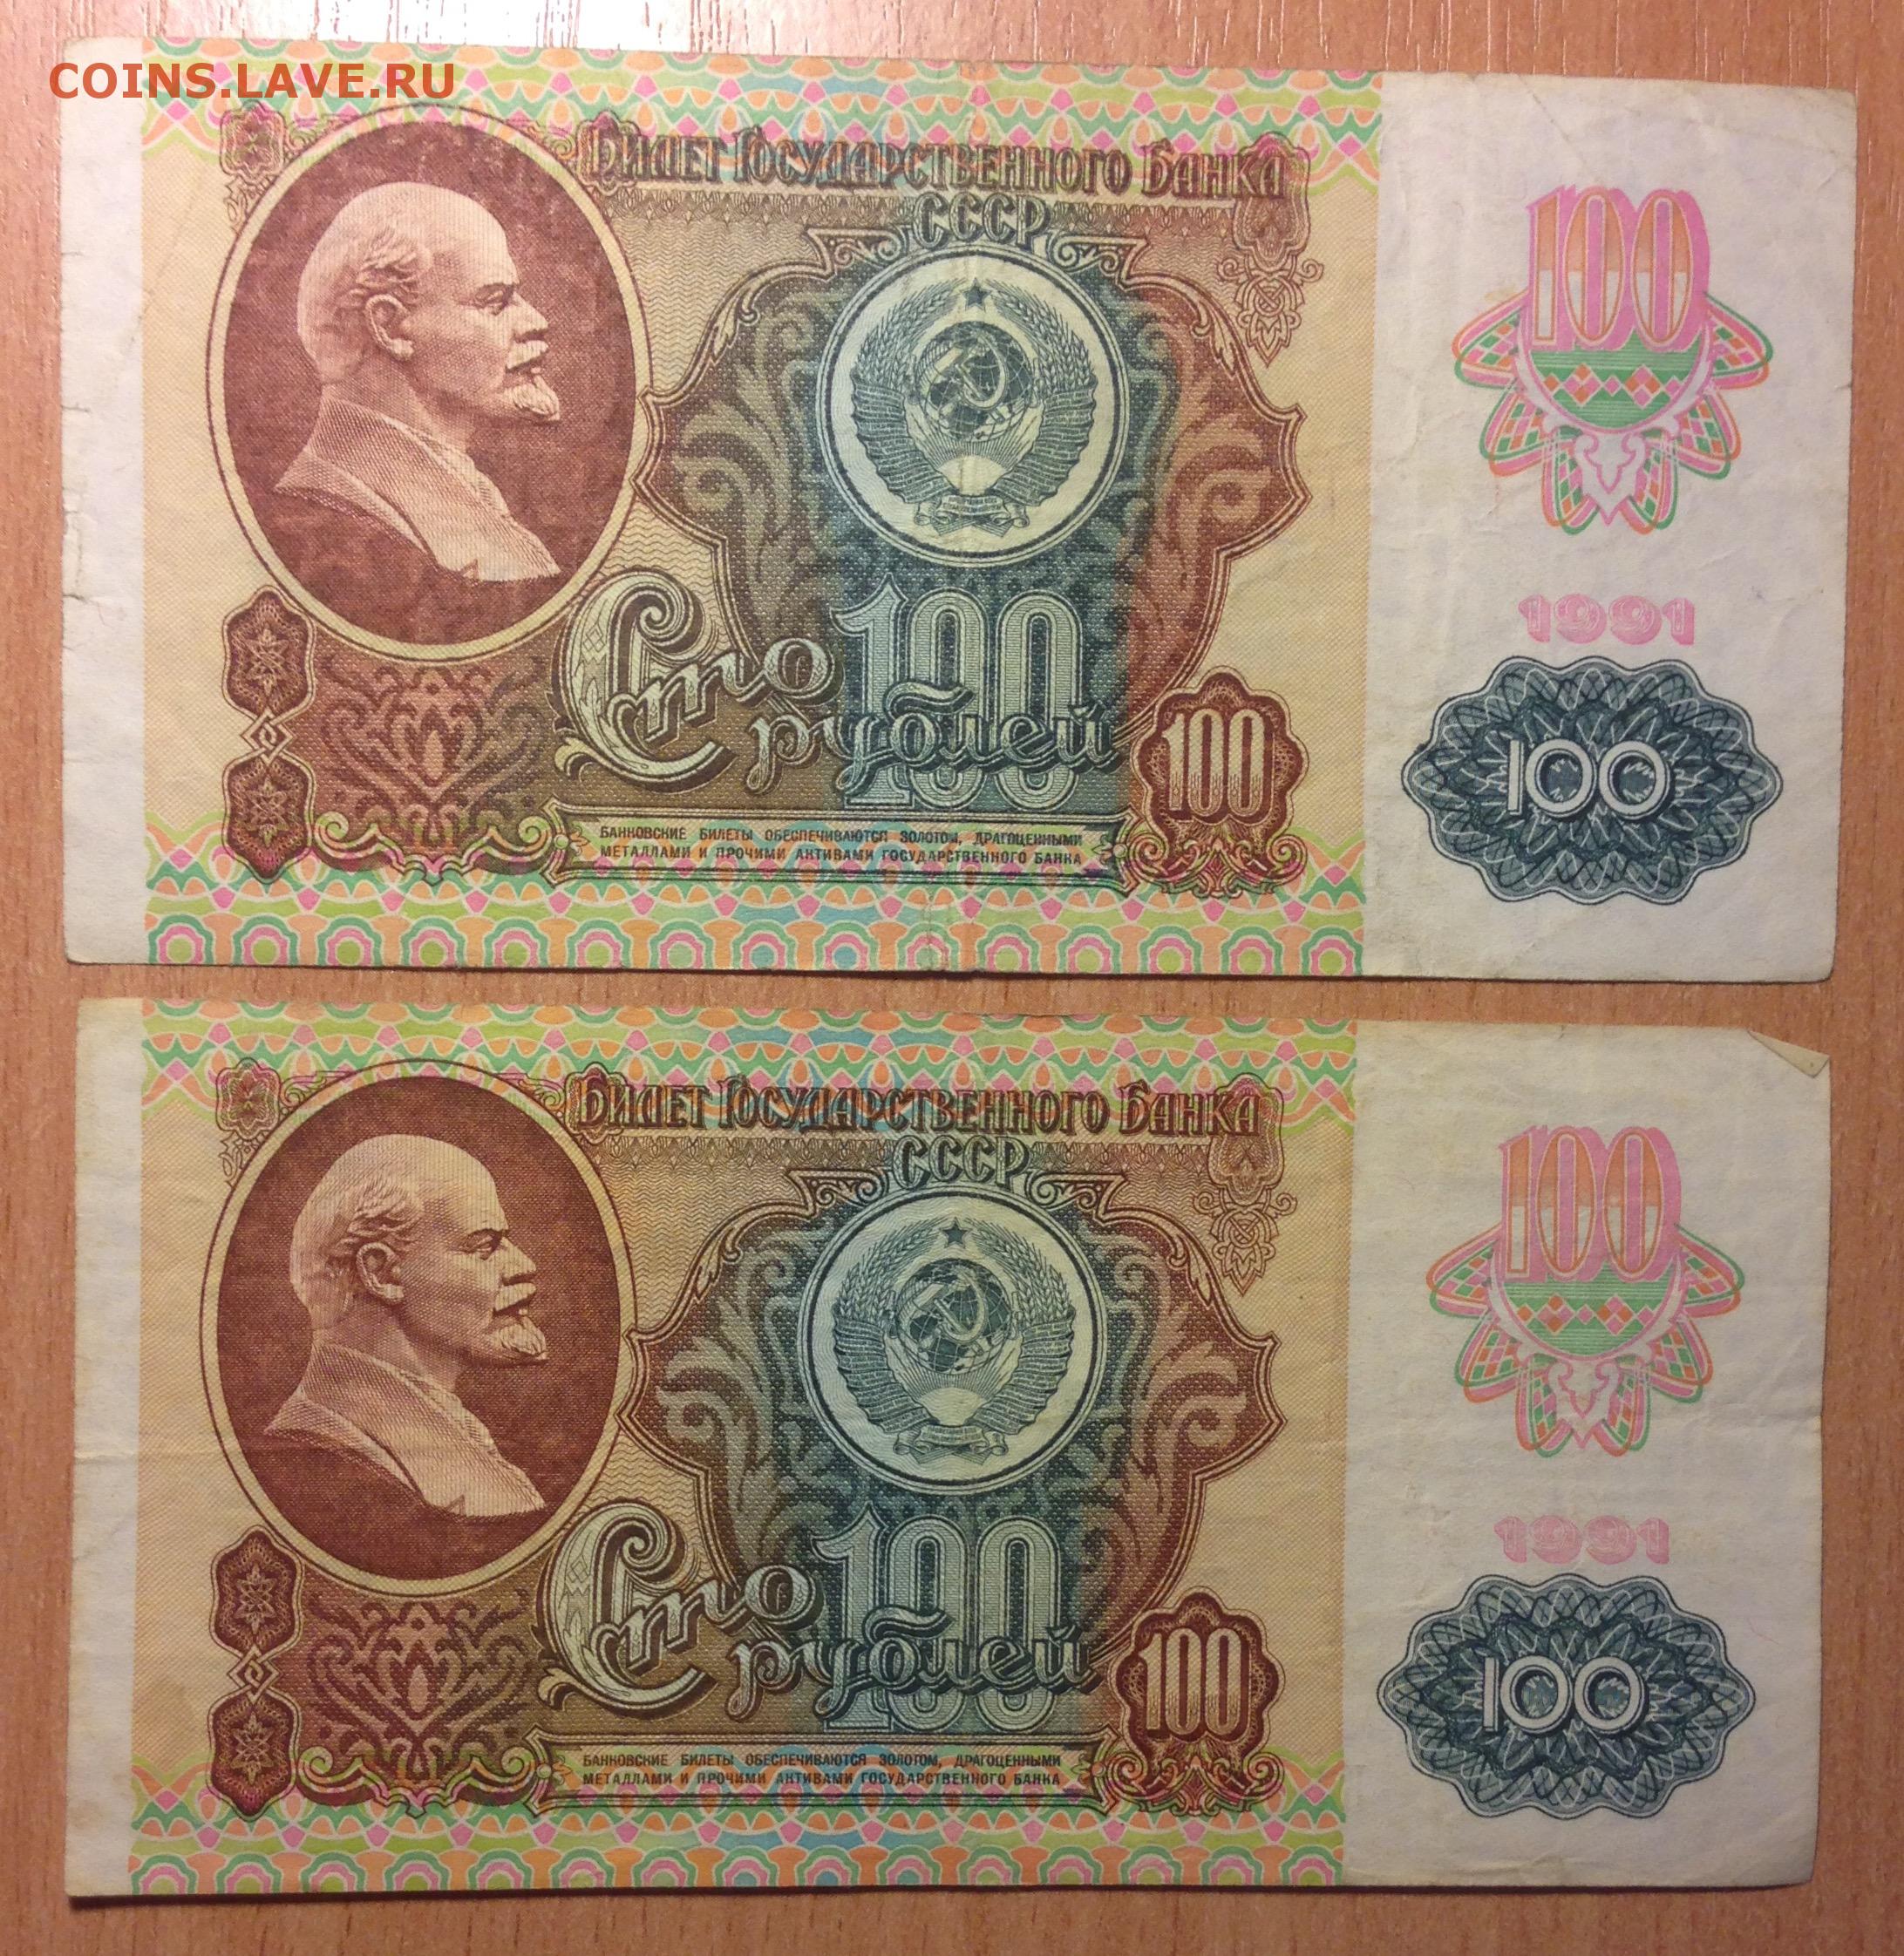 COINS.LAVE.RU
Билет Государственного Банка
СССР
100
1991
100
Сто
рублей
100
100
100
БАНКОВСКИЕ БИЛЕТЫ ОБЕСПЕЧИВАЮТСЯ ЗОЛОТОМ, ДРАГОЦЕННЫМИ
МЕТАЛЛАМИ И ПРОЧИМИ АКТИВАМИ ГОСУДАРСТВЕННОГО БАНКА
Билет Государственного Банка
СССР
100
1991
100
Сто
рублей
100
100
100
БАНКОВСКИЕ БИЛЕТЫ ОБЕСПЕЧИВАЮТСЯ ЗОЛОТОМ, ДРАГОЦЕННЫМИ
МЕТАЛЛАМИ И ПРОЧИМИ АКТИВАМИ ГОСУДАРСТВЕННОГО БАНКА